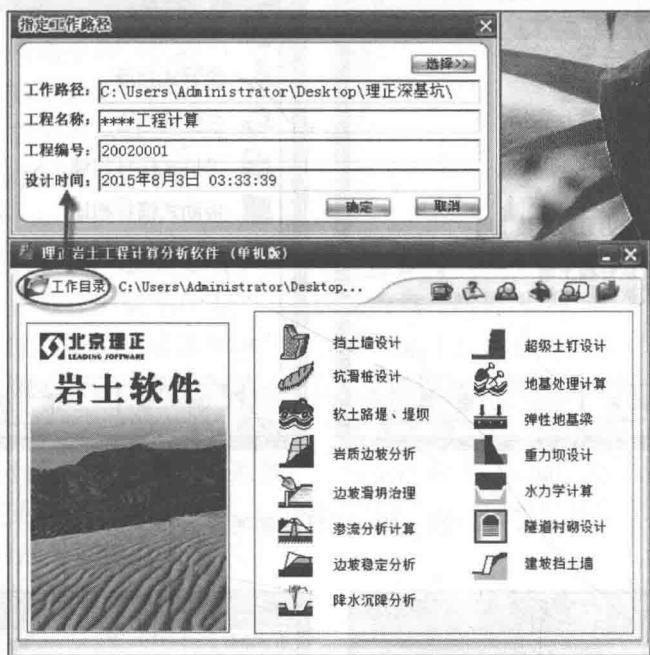 指定工作路径
选择>>
工作路径: C:\Users\Administrator\Desktop\理正深基坑\
工程名称: ****工程计算
工程编号: 20020001
设计时间: 2015年8月3日 03:33:39
确定 取消
理正岩土工程计算分析软件 (单机版)
工作目录 C:\Users\Administrator\Desktop...
北京理正
LEADING SOFTWARE
岩土软件
挡土墙设计 超级土钉设计
抗滑桩设计 地基处理计算
软土路堤、堤坝 弹性地基梁
岩质边坡分析 重力坝设计
边坡滑坍治理 水力学计算
渗流分析计算 隧道衬砌设计
边坡稳定分析 建坡挡土墙
降水沉降分析